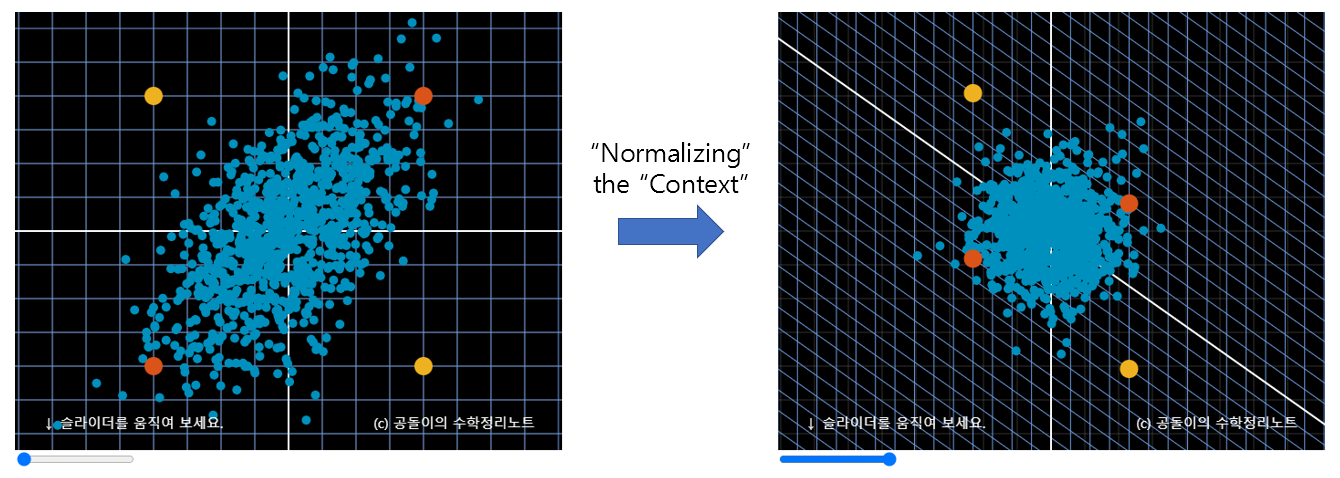 "Normalizing"
the "Context"
↓ 슬라이더를 움직여 보세요.
(c) 공돌이의 수학정리노트
↓ 슬라이더를 움직여 보세요.
(c) 공돌이의 수학정리노트